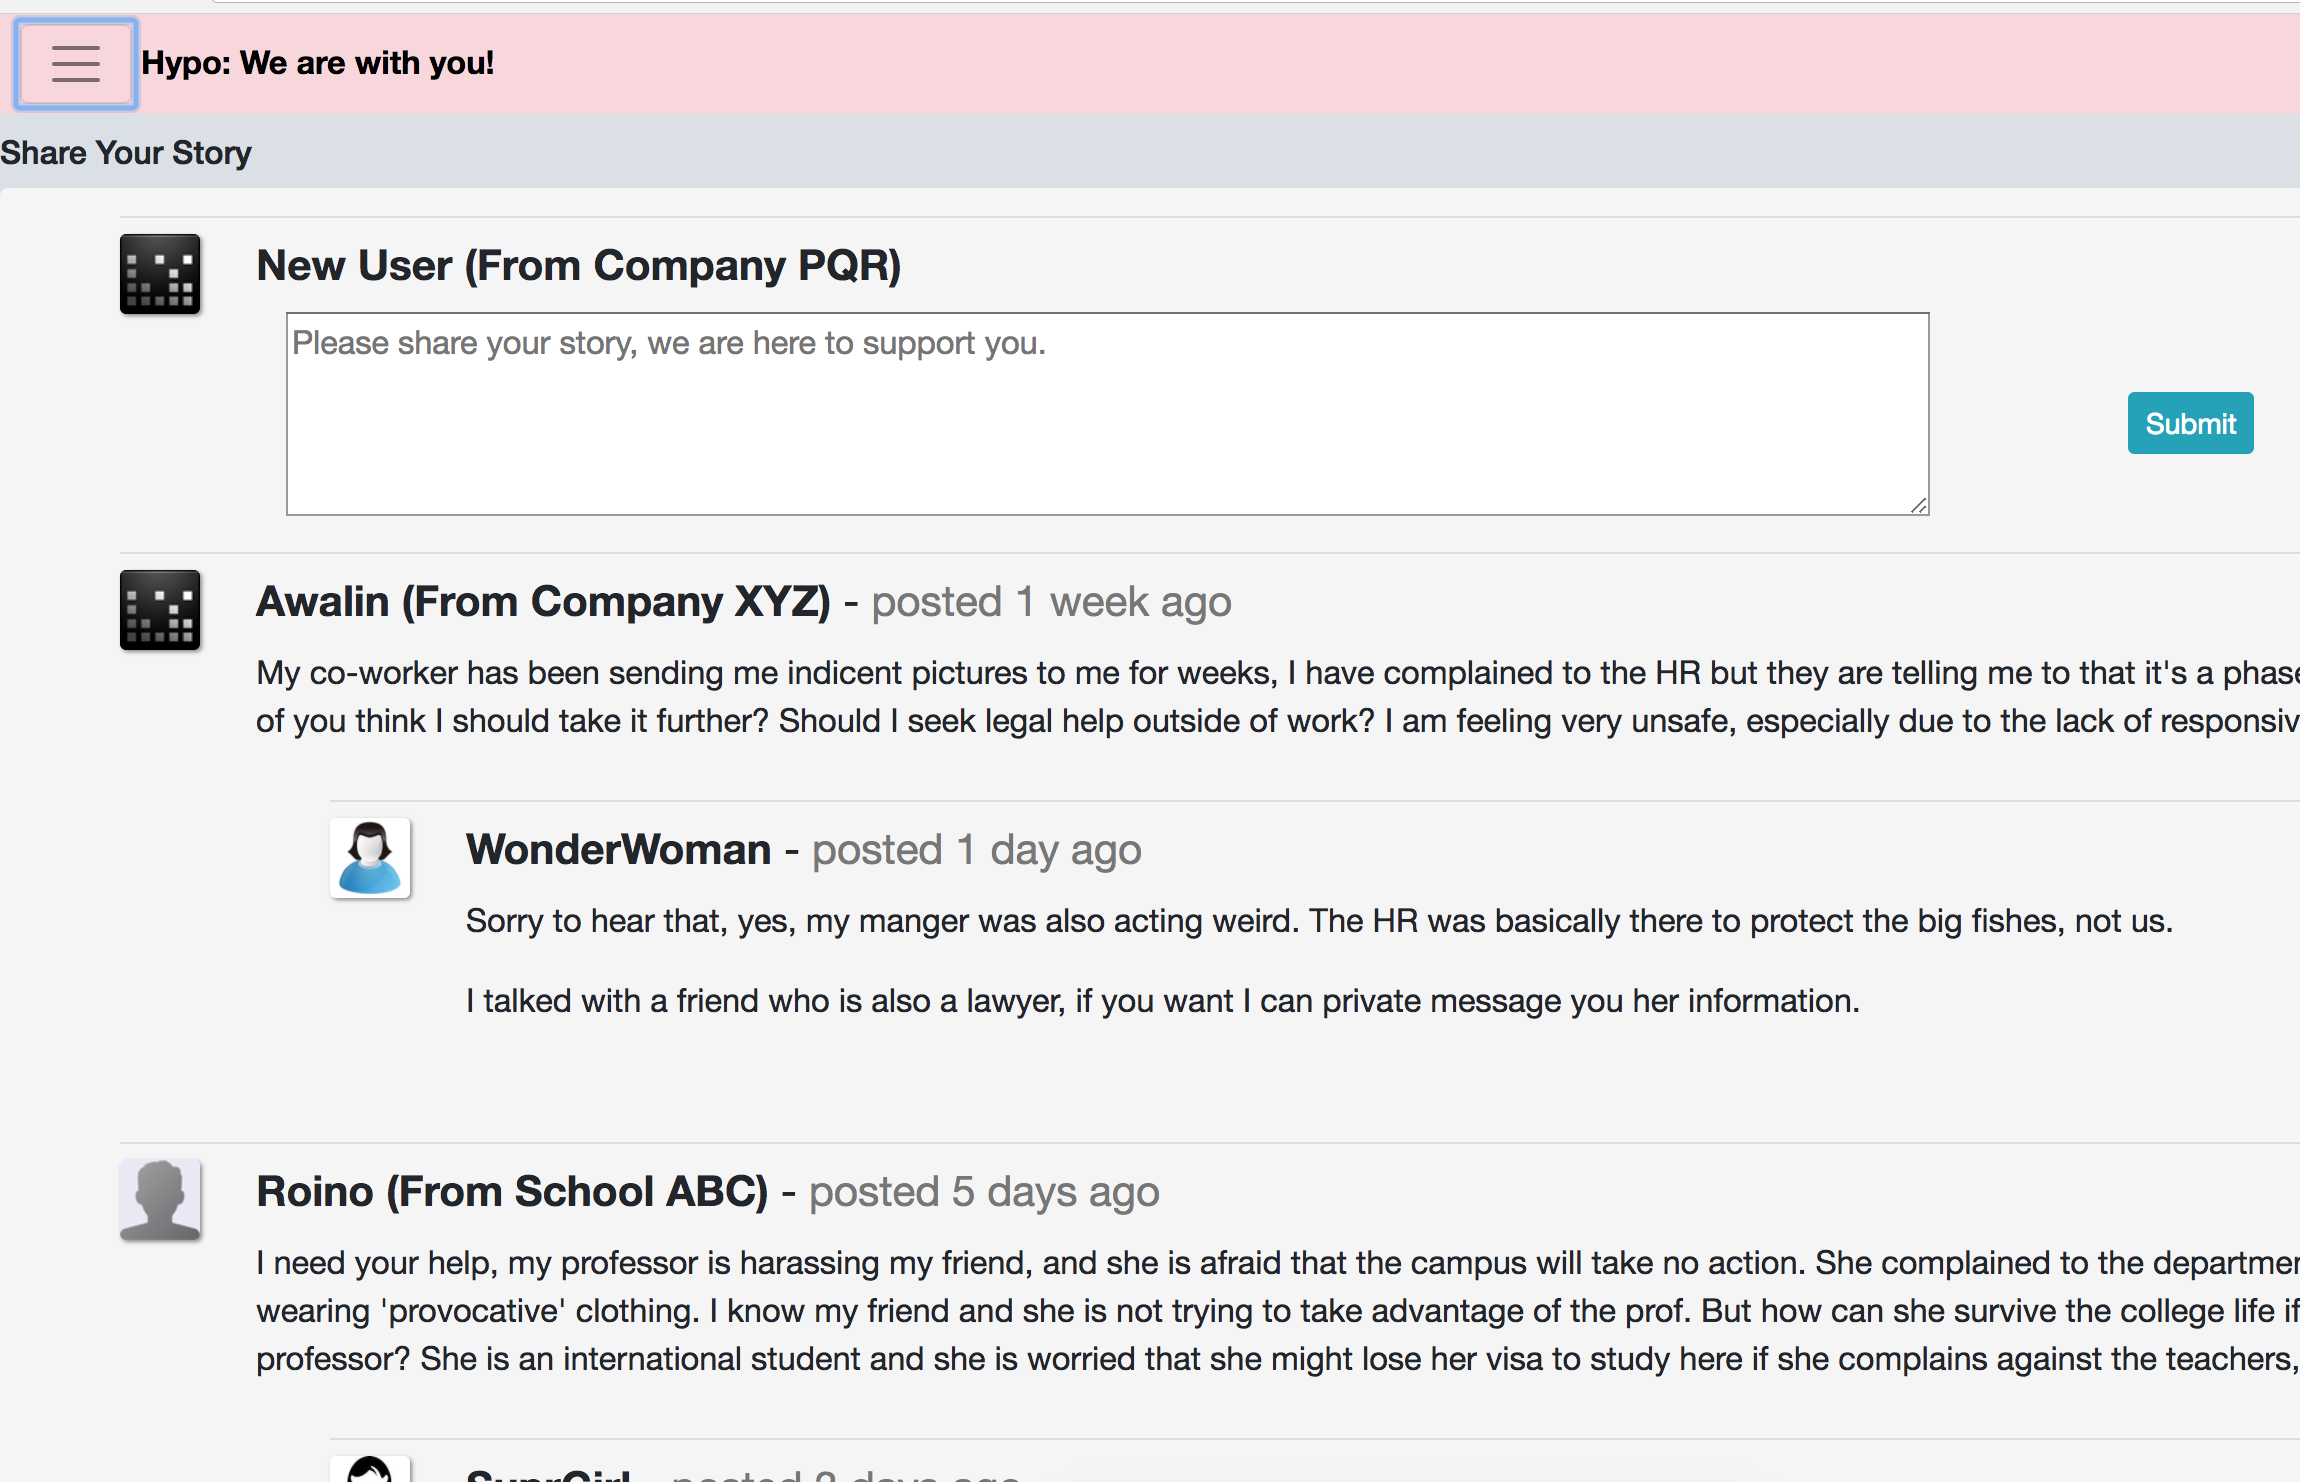 Hypo: We are with you!
Share Your Story
New User (From Company PQR)
Please share your story, we are here to support you.
Submit
Awalin (From Company XYZ) - posted 1 week ago
My co-worker has been sending me indicent pictures to me for weeks, I have complained to the HR but they are telling me to that it's a phase
of you think I should take it further? Should I seek legal help outside of work? I am feeling very unsafe, especially due to the lack of
WonderWoman - posted 1 day ago
Sorry to hear that, yes, my manger was also acting weird. The HR was basically there to protect the big fishes, not us.
I talked with a friend who is also a lawyer, if you want I can private message you her information.
Roino (From School ABC) - posted 5 days ago
I need your help, my professor is harassing my friend, and she is afraid that the campus will take no action. She complained to the
wearing 'provocative' clothing. I know my friend and she is not trying to take advantage of the prof. But how can she survive the college life if
professor? She is an international student and she is worried that she might lose her visa to study here if she complains against the teachers,
SuprGirl - posted 3 days ago